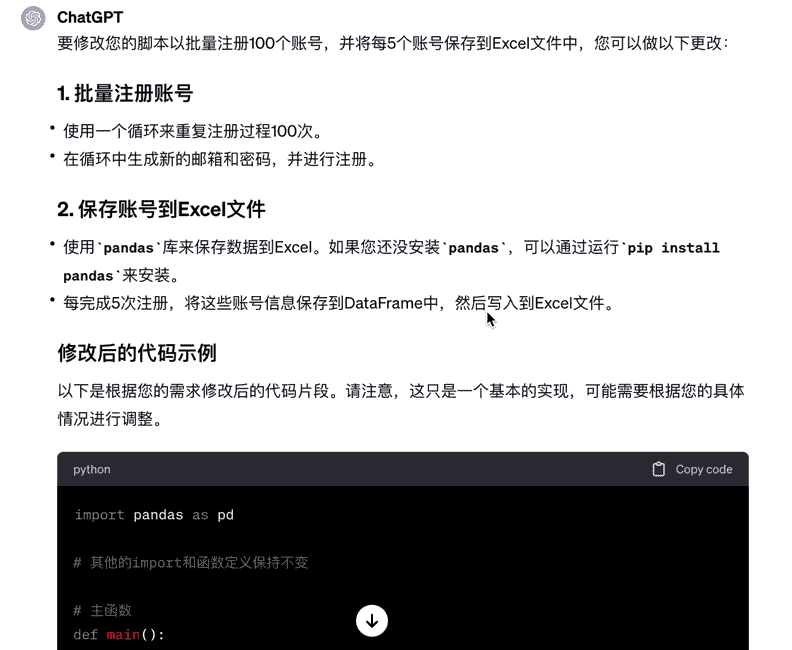 ChatGPT
要修改您的脚本以批量注册100个账号，并将每5个账号保存到Excel文件中，您可以做以下更改：
1. 批量注册账号
• 使用一个循环来重复注册过程100次。
• 在循环中生成新的邮箱和密码，并进行注册。
2. 保存账号到Excel文件
• 使用`pandas`库来保存数据到Excel。如果您还没安装`pandas`，可以通过运行`pip install
pandas`来安装。
• 每完成5次注册，将这些账号信息保存到DataFrame中，然后写入到Excel文件。
修改后的代码示例
以下是根据您的需求修改后的代码片段。请注意，这只是一个基本的实现，可能需要根据您的具体
情况进行调整。
python
Copy code
import pandas as pd
# 其他的import和函数定义保持不变
# 主函数
def main():